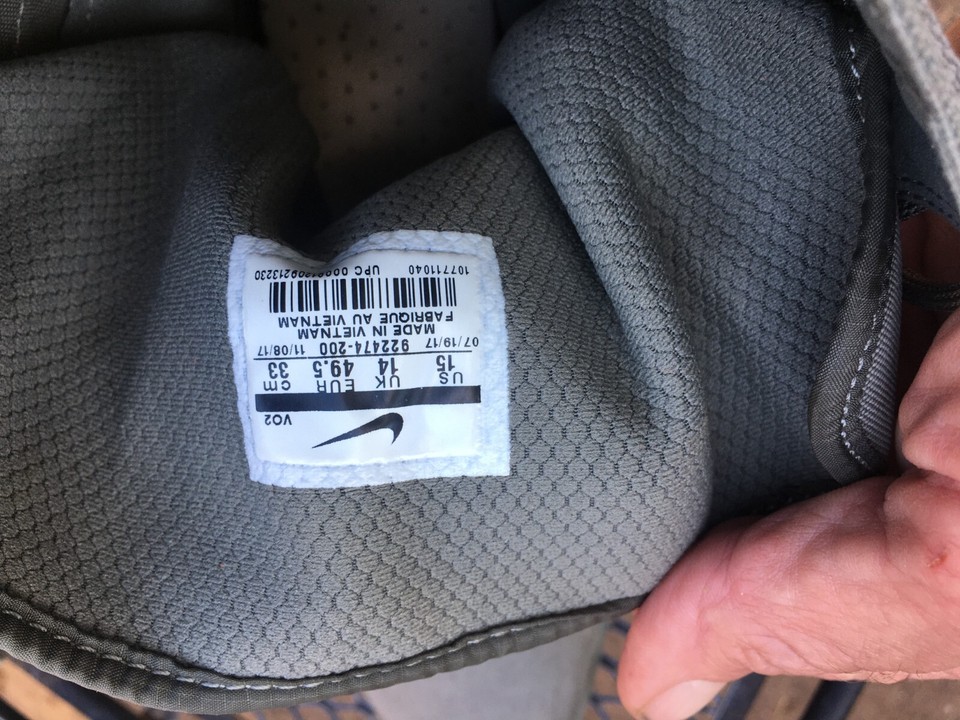 VO2
US UK EUR cm
15 14 49.5 33
07/19/17 922474-200 11/08/17
MADE IN VIETNAM
FABRIQUE AU VIETNAM
107711040 UPC